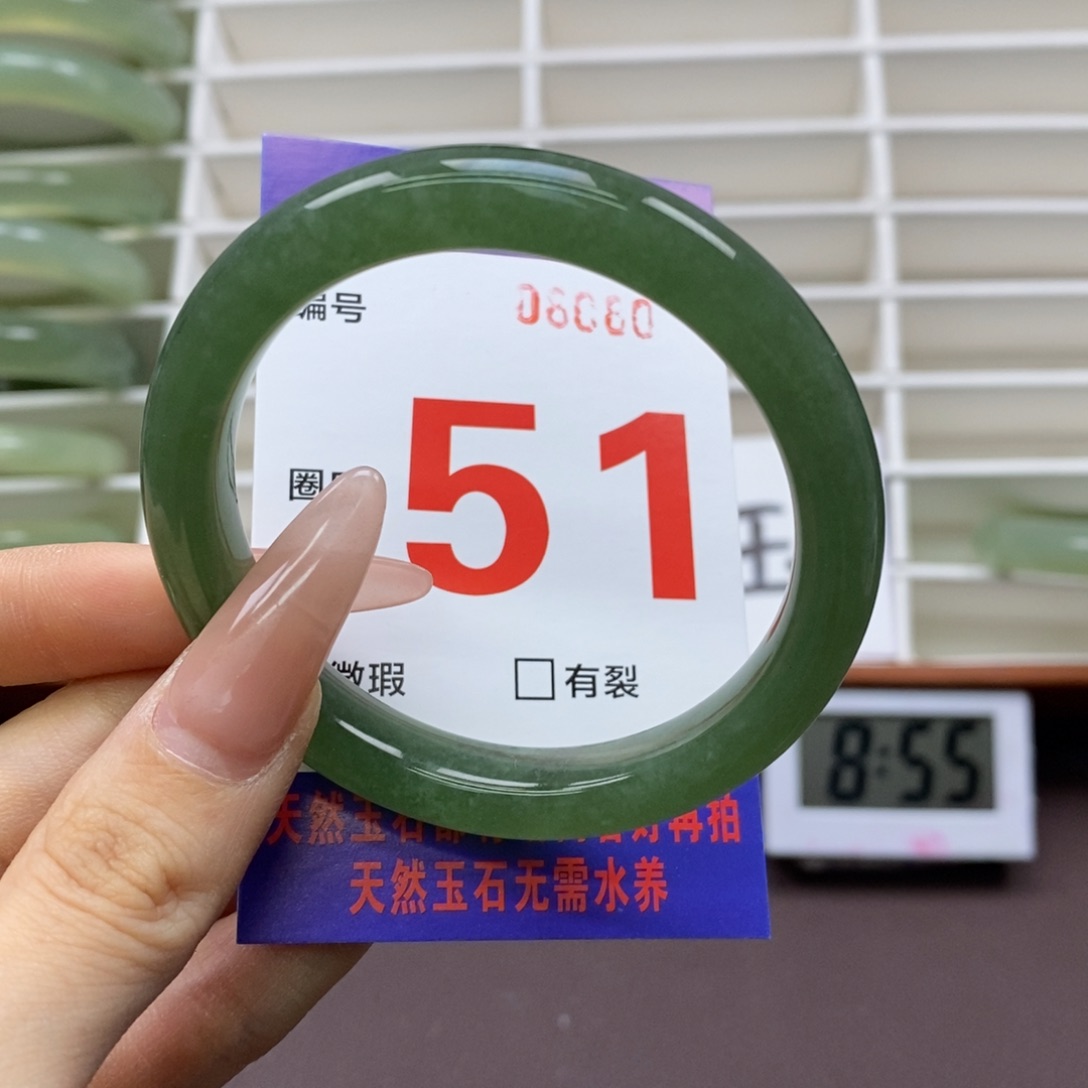 编号 08080
圈
51
微瑕 □有裂
天然玉石
再拍
天然玉石无需水养
8:55